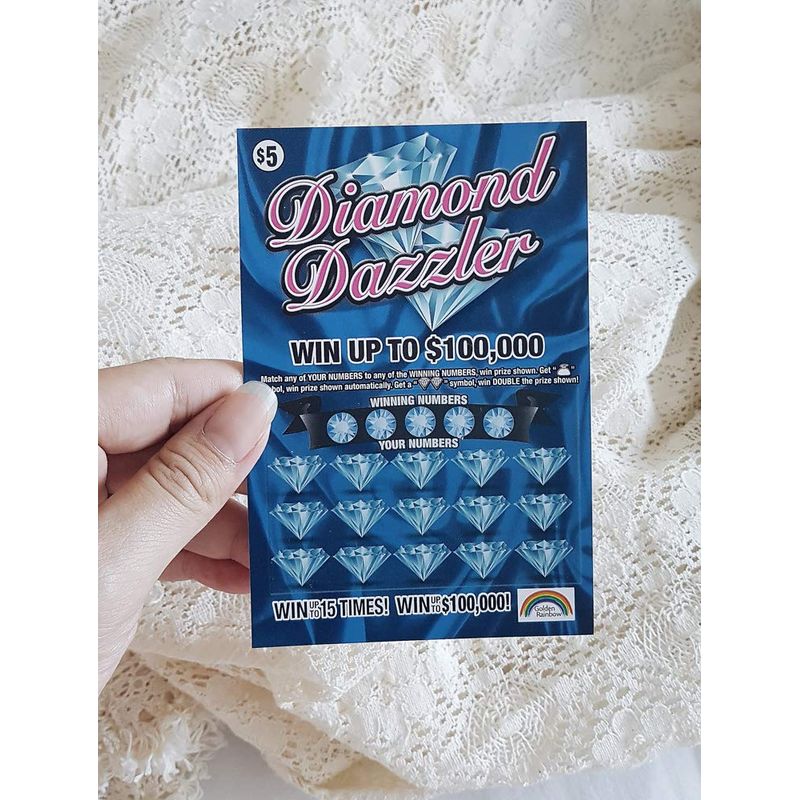 $5
Diamond
Dazzler
WIN UP TO $100,000
Match any of YOUR NUMBERS to any of the WINNING NUMBERS, win prize shown. Get " "
bol, win prize shown automatically. Get a " " symbol, win DOUBLE the prize shown!
WINNING NUMBERS
YOUR NUMBERS
WIN UP TO 15 TIMES! WIN UP TO $100,000!
Golden
Rainbow